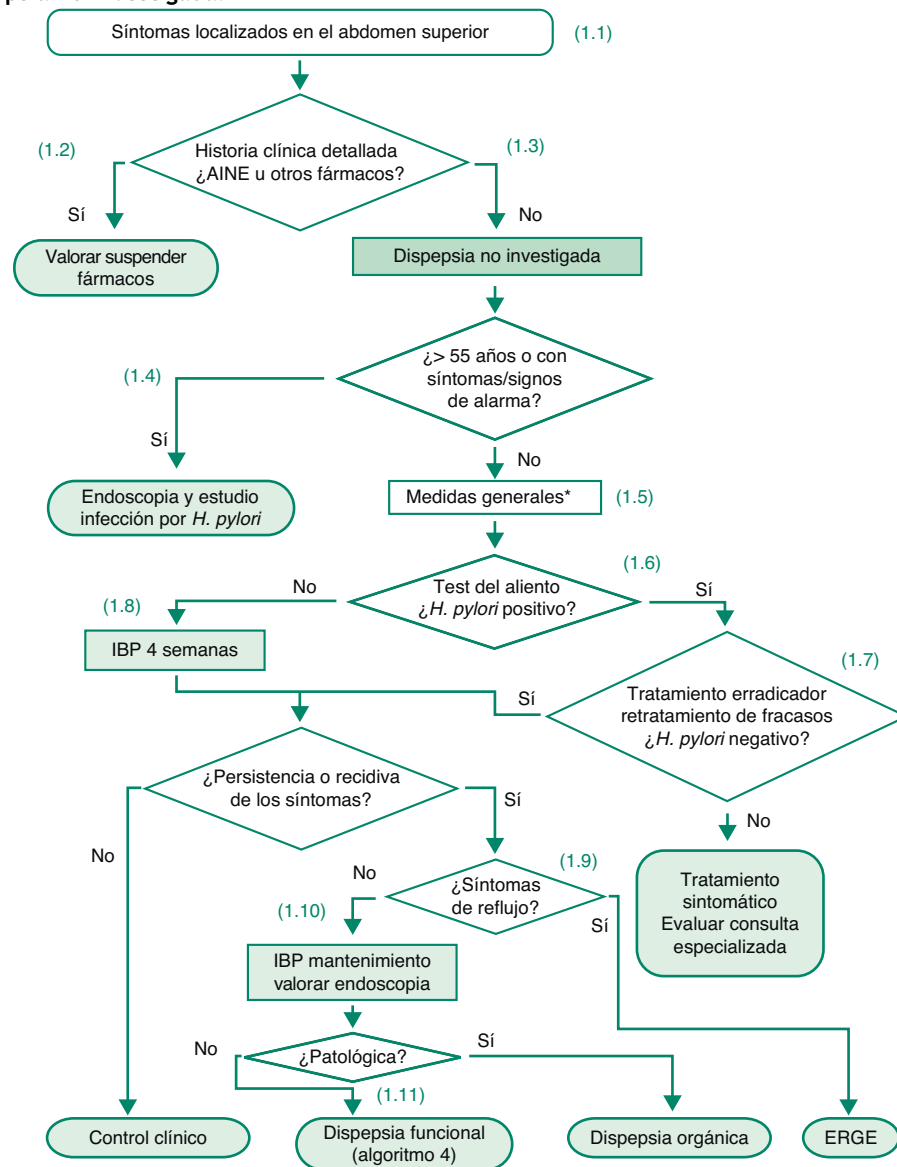 Síntomas localizados en el abdomen superior
(1.1)
(1.2)
(1.3)
Historia clínica detallada
¿AINE u otros fármacos?
Sí
No
Valorar suspender
fármacos
Dispepsia no investigada
¿> 55 años o con
síntomas/signos
de alarma?
(1.4)
Sí
No
Endoscopia y estudio
infección por H. pylori
Medidas generales*
(1.5)
(1.6)
Test del aliento
¿H. pylori positivo?
No
Sí
(1.8)
IBP 4 semanas
(1.7)
Tratamiento erradicador
retratamiento de fracasos
¿H. pylori negativo?
Sí
No
¿Persistencia o recidiva
de los síntomas?
Sí
No
Tratamiento
sintomático
Evaluar consulta
especializada
(1.9)
¿Síntomas
de reflujo?
No
Sí
(1.10)
IBP mantenimiento
valorar endoscopia
¿Patológica?
No
Sí
(1.11)
Control clínico
Dispepsia funcional
(algoritmo 4)
Dispepsia orgánica
ERGE